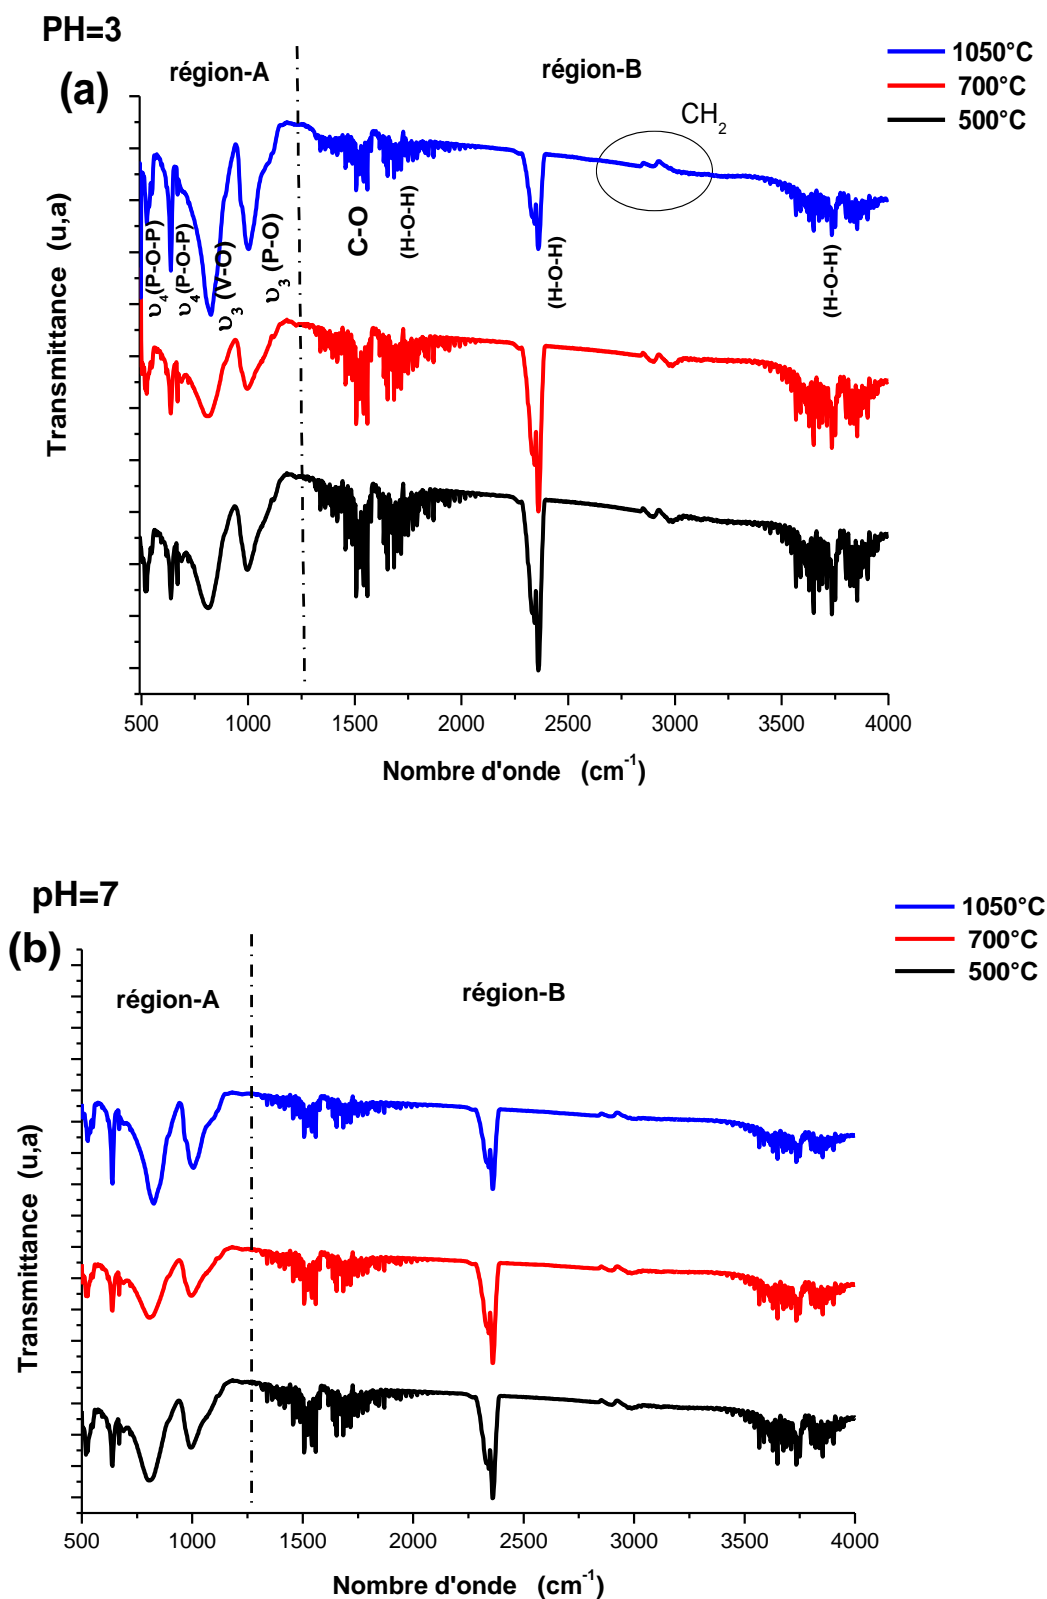 PH=3
(a)
région-A
région-B
1050°C
700°C
500°C
CH2
υ4(P-O-P)
υ4(P-O-P)
υ3 (V-O)
υ3 (P-O)
C-O
(H-O-H)
(H-O-H)
(H-O-H)
Transmittance (u,a)
500 1000 1500 2000 2500 3000 3500 4000
Nombre d'onde (cm-1)
pH=7
(b)
région-A
région-B
1050°C
700°C
500°C
Transmittance (u,a)
500 1000 1500 2000 2500 3000 3500 4000
Nombre d'onde (cm-1)